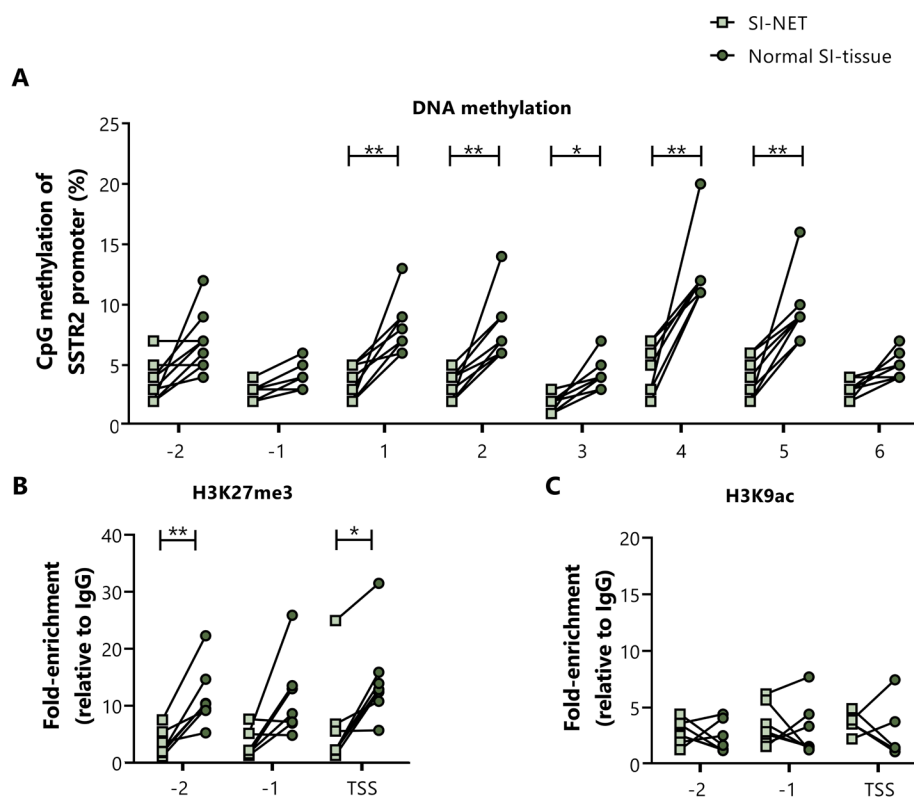 SI-NET
Normal SI-tissue
A
DNA methylation
CpG methylation of
SSTR2 promoter (%)
25
20
15
10
5
0
** ** * ** **
-2 -1 1 2 3 4 5 6
B
H3K27me3
Fold-enrichment
(relative to IgG)
40
30
20
10
0
** *
-2 -1 TSS
C
H3K9ac
Fold-enrichment
(relative to IgG)
20
15
10
5
0
-2 -1 TSS